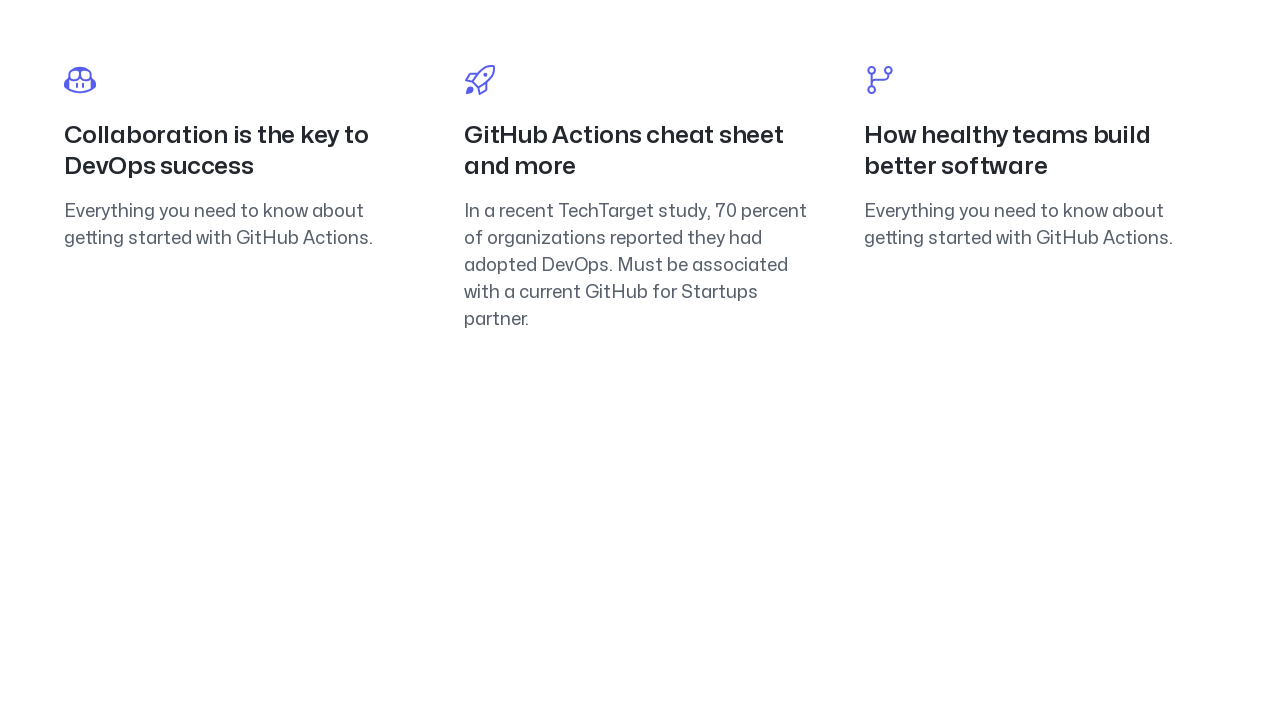 Collaboration is the key to
DevOps success
Everything you need to know about
getting started with GitHub Actions.
GitHub Actions cheat sheet
and more
In a recent TechTarget study, 70 percent
of organizations reported they had
adopted DevOps. Must be associated
with a current GitHub for Startups
partner.
How healthy teams build
better software
Everything you need to know about
getting started with GitHub Actions.